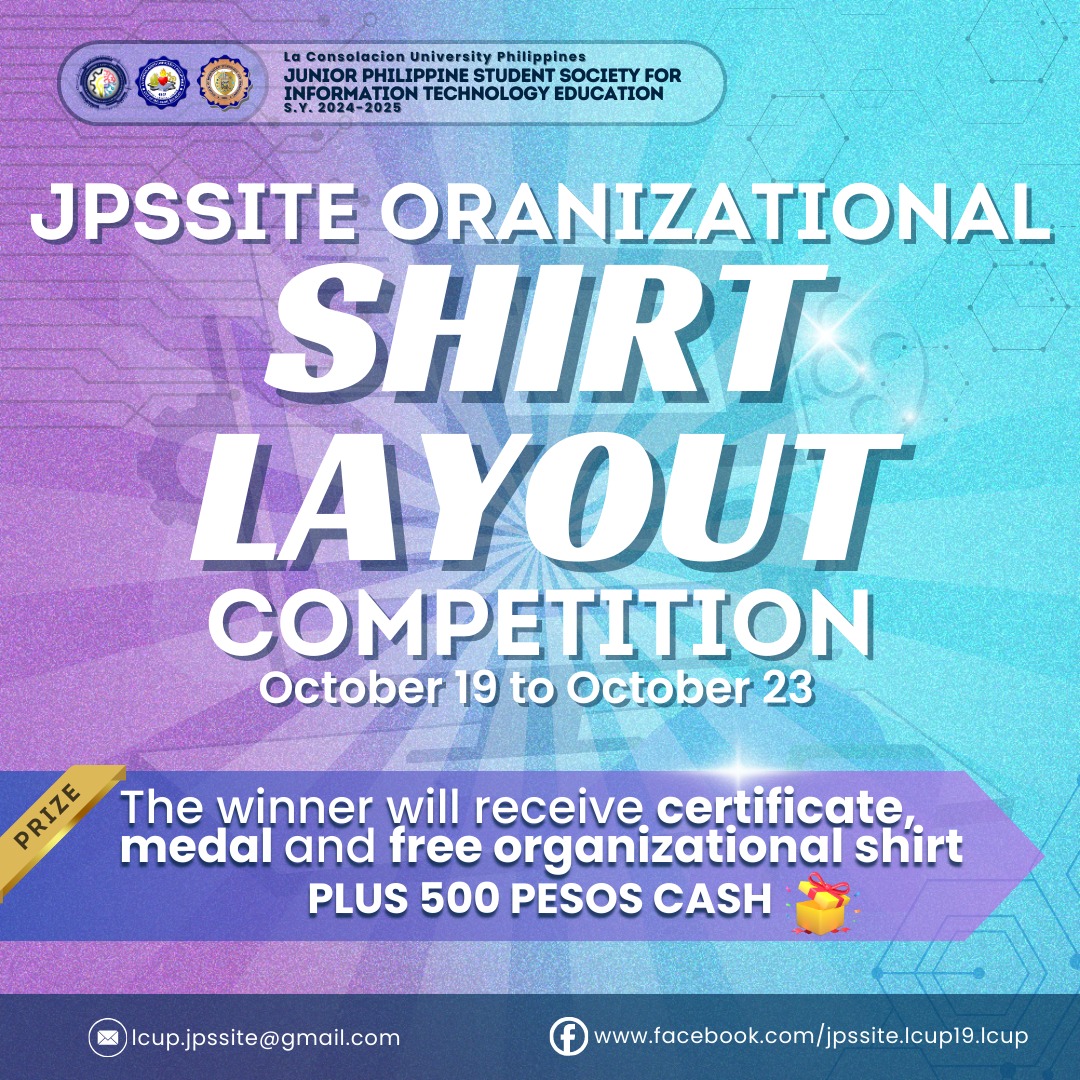 La Consolacion University Philippines
JUNIOR PHILIPPINE STUDENT SOCIETY FOR
INFORMATION TECHNOLOGY EDUCATION
S.Y. 2024-2025
JPSSITE ORANIZATIONAL
SHIRT
LAYOUT
COMPETITION
October 19 to October 23
PRIZE
The winner will receive certificate,
medal and free organizational shirt
PLUS 500 PESOS CASH
lcup.jpssite@gmail.com
www.facebook.com/jpssite.lcup19.lcup